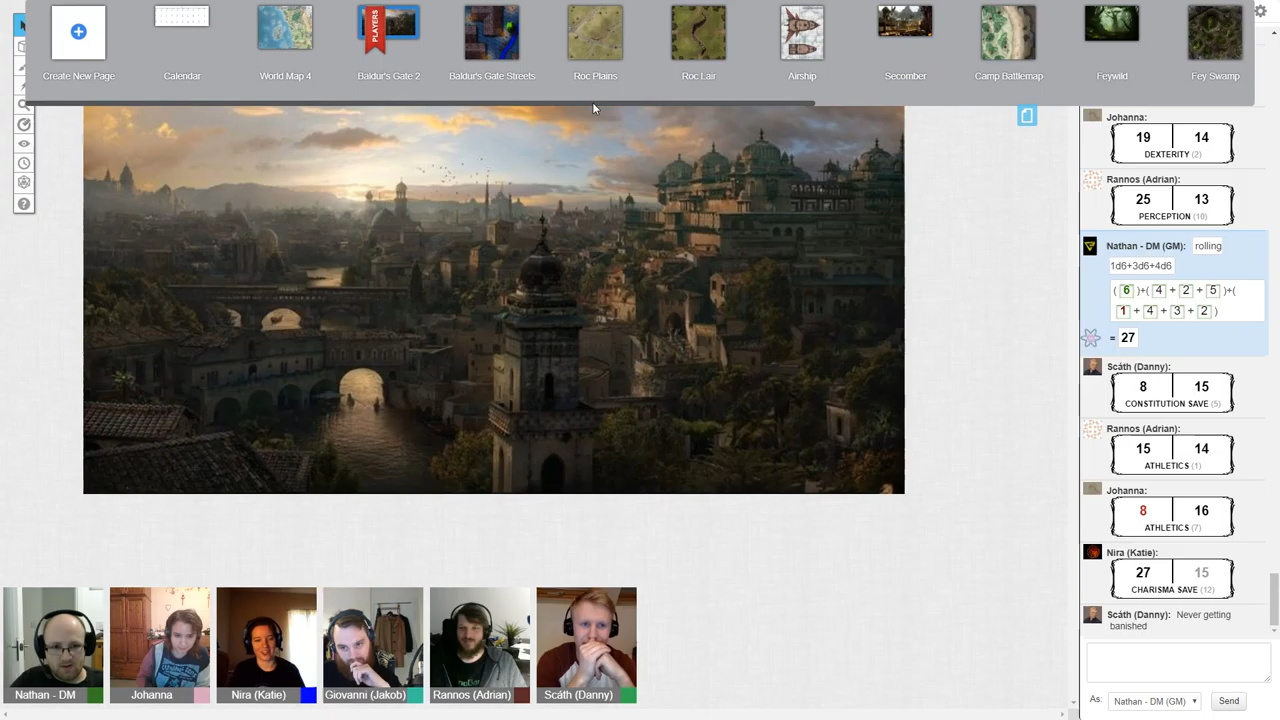 Create New Page
Calendar
World Map 4
PLAYERS
Baldur's Gate 2
Baldur's Gate Streets
Roc Plains
Roc Lair
Airship
Secomber
Camp Battlemap
Feywild
Fey Swamp
Johanna:
19 14
DEXTERITY (2)
Rannos (Adrian):
25 13
PERCEPTION (10)
Nathan - DM (GM): rolling
1d6+3d6+4d6
( 6 )+( 4 + 2 + 5 )+(
1 + 4 + 3 + 2 )
= 27
Scáth (Danny):
8 15
CONSTITUTION SAVE (5)
Rannos (Adrian):
15 14
ATHLETICS (1)
Johanna:
8 16
ATHLETICS (7)
Nira (Katie):
27 15
CHARISMA SAVE (12)
Scáth (Danny): Never getting
banished
As: Nathan - DM (GM) Send
Nathan - DM
Johanna
Nira (Katie)
Giovanni (Jakob)
Rannos (Adrian)
Scáth (Danny)